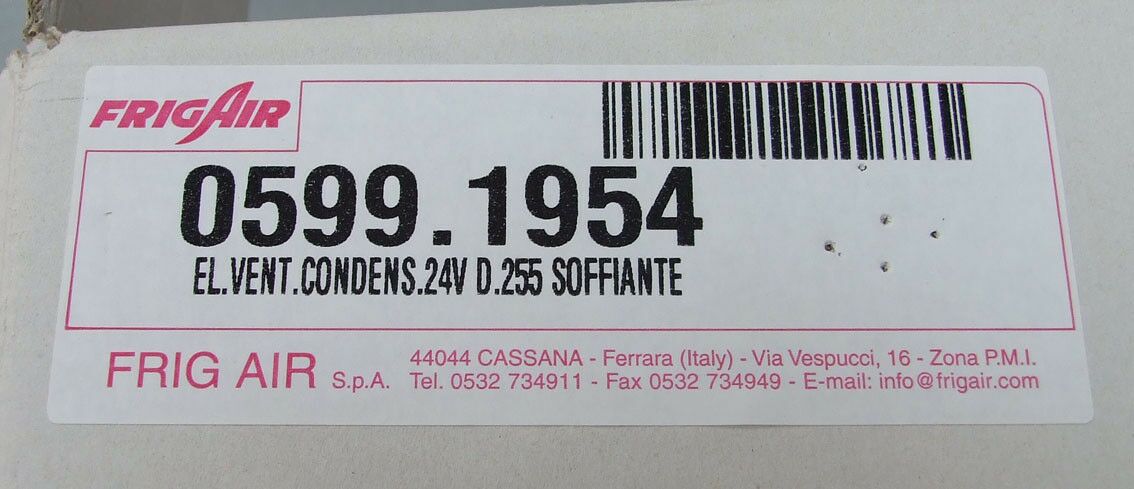 FRIGAIR
0599.1954
EL.VENT.CONDENS.24V D.255 SOFFIANTE
FRIG AIR S.p.A.
44044 CASSANA - Ferrara (Italy) - Via Vespucci, 16 - Zona P.M.I.
Tel. 0532 734911 - Fax 0532 734949 - E-mail: info@frigair.com